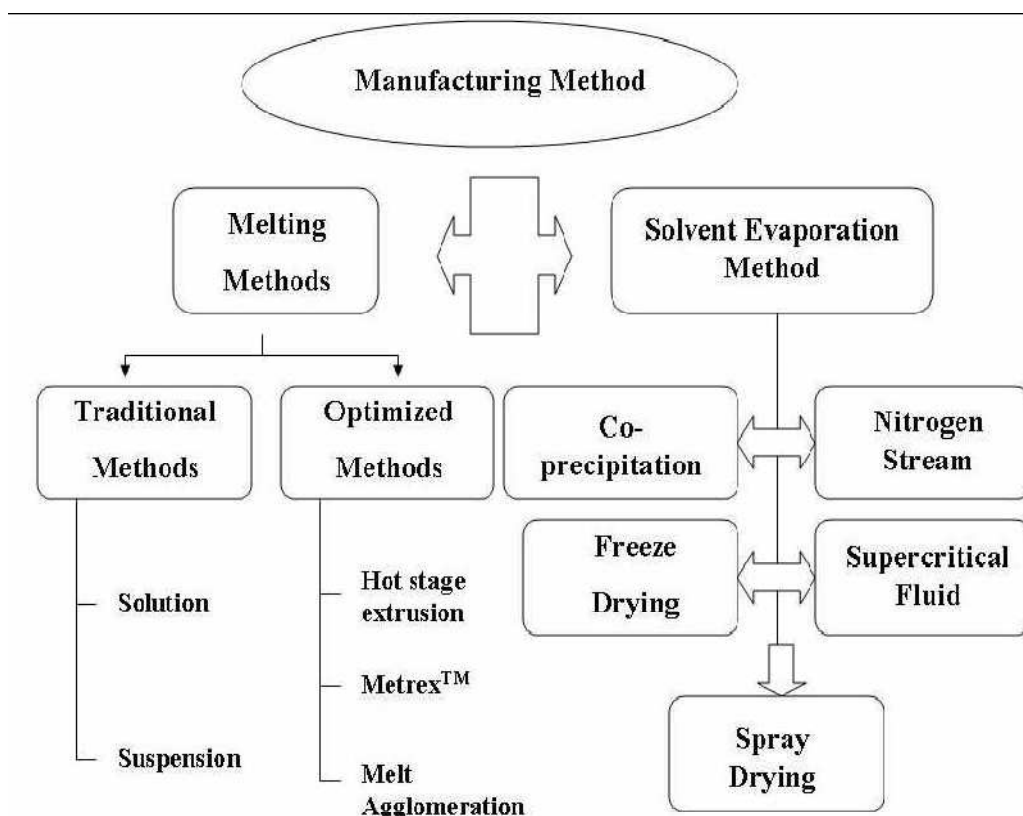 Manufacturing Method
Melting
Methods
Solvent Evaporation
Method
Traditional
Methods
Optimized
Methods
Co-
precipitation
Nitrogen
Stream
Freeze
Drying
Supercritical
Fluid
Solution
Suspension
Hot stage
extrusion
Metrex™
Melt
Agglomeration
Spray
Drying